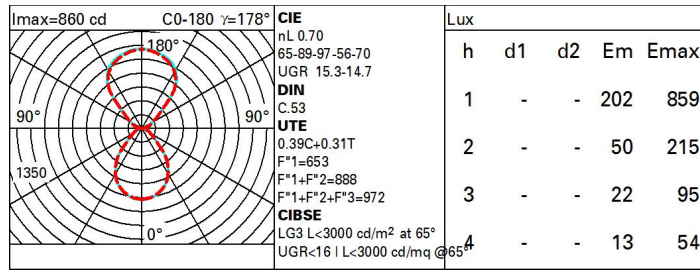 Imax=860 cd C0-180 γ=178°
180°
90° 90°
1350
0°
CIE
nL 0.70
65-89-97-56-70
UGR 15.3-14.7
DIN
C.53
UTE
0.39C+0.31T
F"1=653
F"1+F"2=888
F"1+F"2+F"3=972
CIBSE
LG3 L<3000 cd/m² at 65°
UGR<16 | L<3000 cd/mq @65°
Lux
h d1 d2 Em Emax
1 - - 202 859
2 - - 50 215
3 - - 22 95
4 - - 13 54